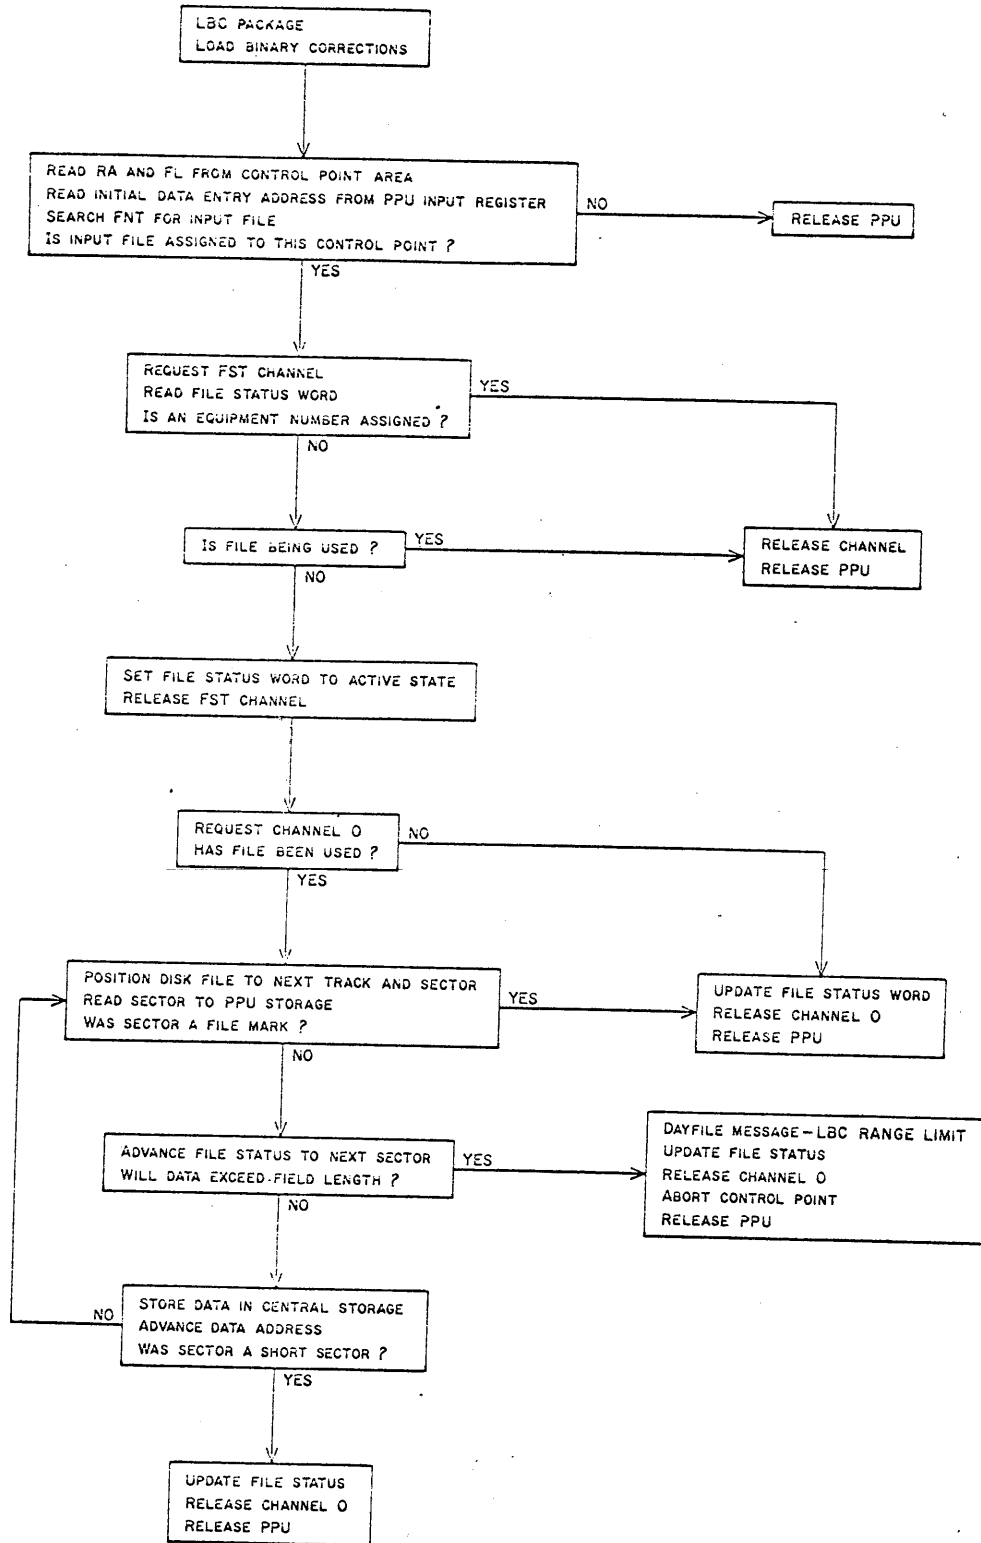 LBC PACKAGE
LOAD BINARY CORRECTIONS
READ RA AND FL FROM CONTROL POINT AREA
READ INITIAL DATA ENTRY ADDRESS FROM PPU INPUT REGISTER
SEARCH FNT FOR INPUT FILE
IS INPUT FILE ASSIGNED TO THIS CONTROL POINT ?
NO
RELEASE PPU
YES
REQUEST FST CHANNEL
READ FILE STATUS WORD
IS AN EQUIPMENT NUMBER ASSIGNED ?
YES
NO
IS FILE BEING USED ?
YES
RELEASE CHANNEL
RELEASE PPU
NO
SET FILE STATUS WORD TO ACTIVE STATE
RELEASE FST CHANNEL
REQUEST CHANNEL 0
HAS FILE BEEN USED ?
NO
YES
POSITION DISK FILE TO NEXT TRACK AND SECTOR
READ SECTOR TO PPU STORAGE
WAS SECTOR A FILE MARK ?
YES
UPDATE FILE STATUS WORD
RELEASE CHANNEL 0
RELEASE PPU
NO
ADVANCE FILE STATUS TO NEXT SECTOR
WILL DATA EXCEED-FIELD LENGTH ?
YES
DAYFILE MESSAGE-LBC RANGE LIMIT
UPDATE FILE STATUS
RELEASE CHANNEL 0
ABORT CONTROL POINT
RELEASE PPU
NO
STORE DATA IN CENTRAL STORAGE
ADVANCE DATA ADDRESS
WAS SECTOR A SHORT SECTOR ?
NO
YES
UPDATE FILE STATUS
RELEASE CHANNEL 0
RELEASE PPU